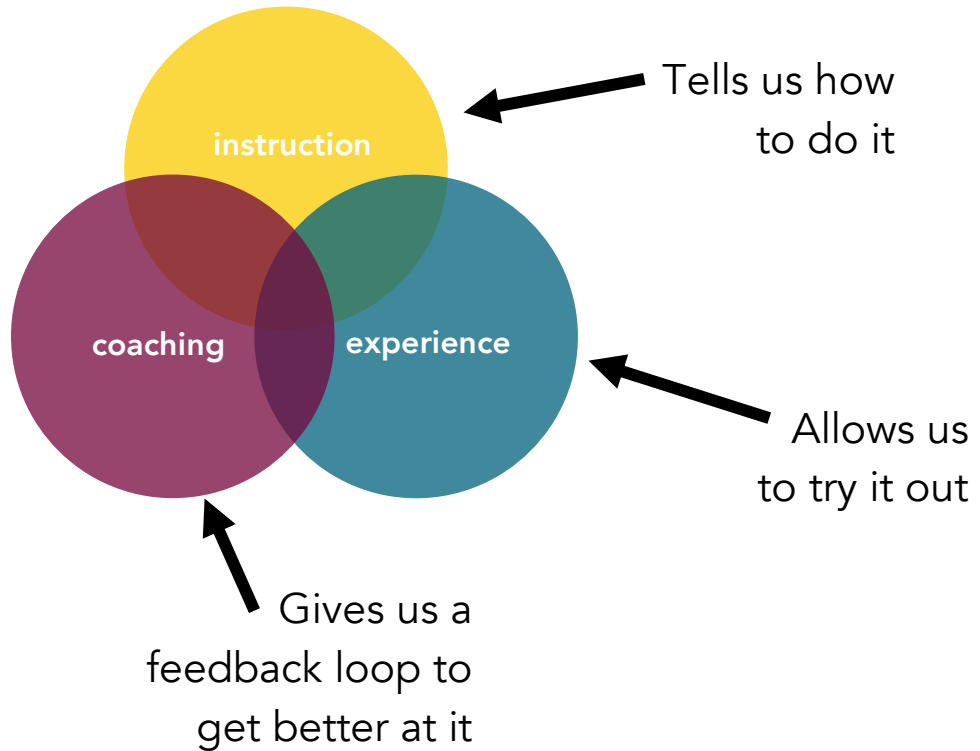 instruction
Tells us how
to do it
coaching
experience
Allows us
to try it out
Gives us a
feedback loop to
get better at it